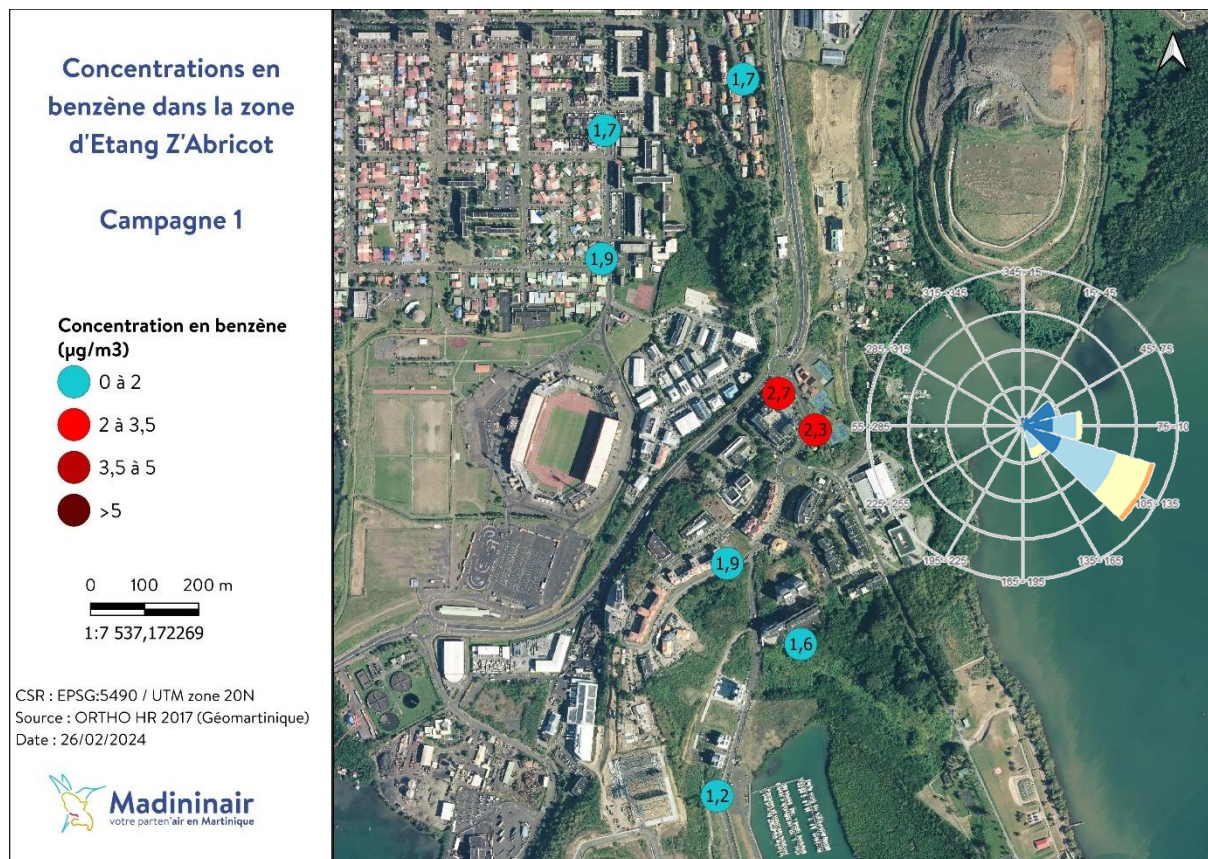 Concentrations en
benzène dans la zone
d'Etang Z'Abricot
Campagne 1
Concentration en benzène
(µg/m3)
0 à 2
2 à 3,5
3,5 à 5
>5
0 100 200 m
1:7 537,172269
CSR : EPSG:5490 / UTM zone 20N
Source : ORTHO HR 2017 (Géomartinique)
Date : 26/02/2024
Madininair
votre parten'air en Martinique
1,7
1,7
1,9
2,7
2,3
1,9
1,6
1,2
345 - 15
315 - 345
15 - 45
285 - 315
45 - 75
55 - 285
75 - 10
225 - 255
105 - 135
195 - 225
135 - 165
165 - 195